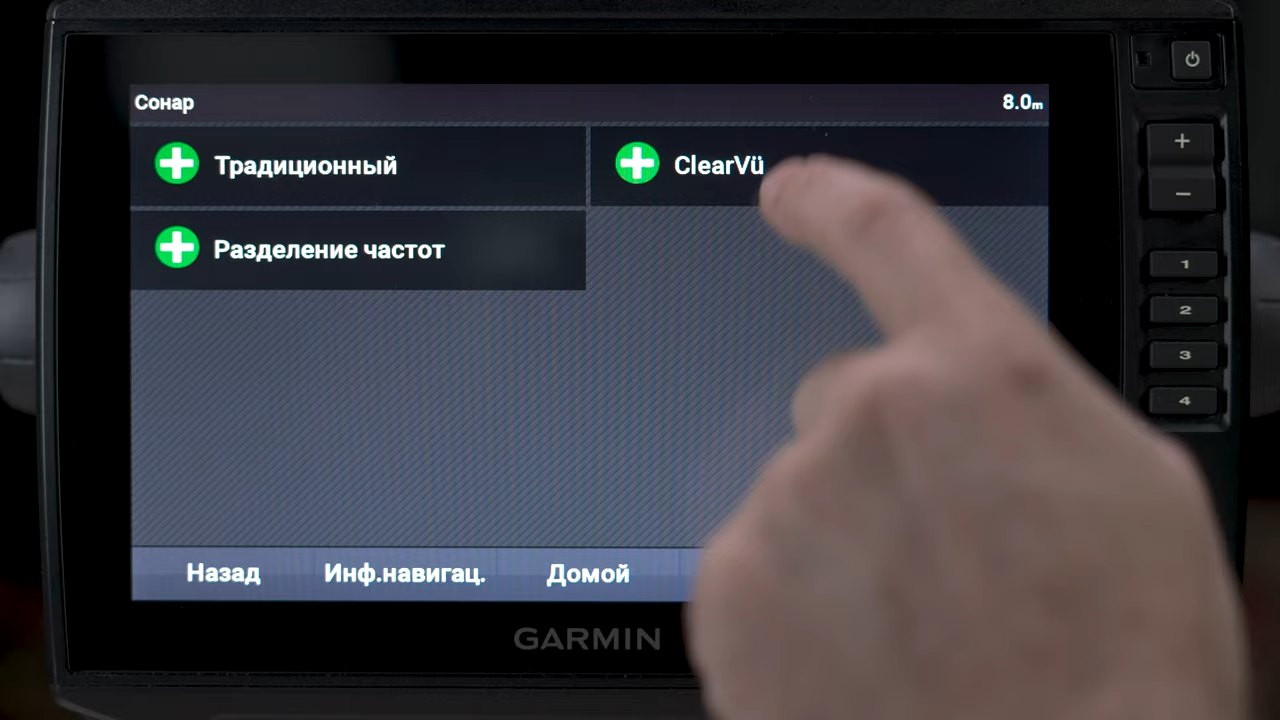 Сонар
8.0m
Традиционный
ClearVü
Разделение частот
Назад
Инф.навигац.
Домой
GARMIN
+
−
1
2
3
4